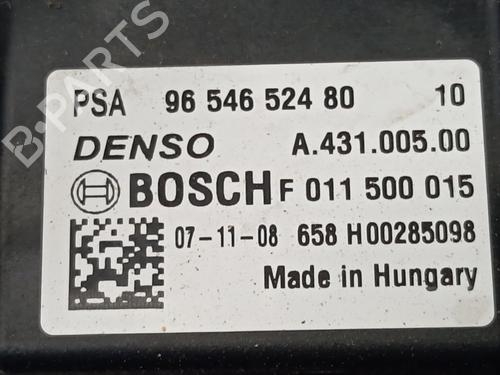 B-PARTS
PSA 96 546 524 80 10
DENSO A.431.005.00
BOSCH F 011 500 015
07-11-08 658 H00285098
Made in Hungary